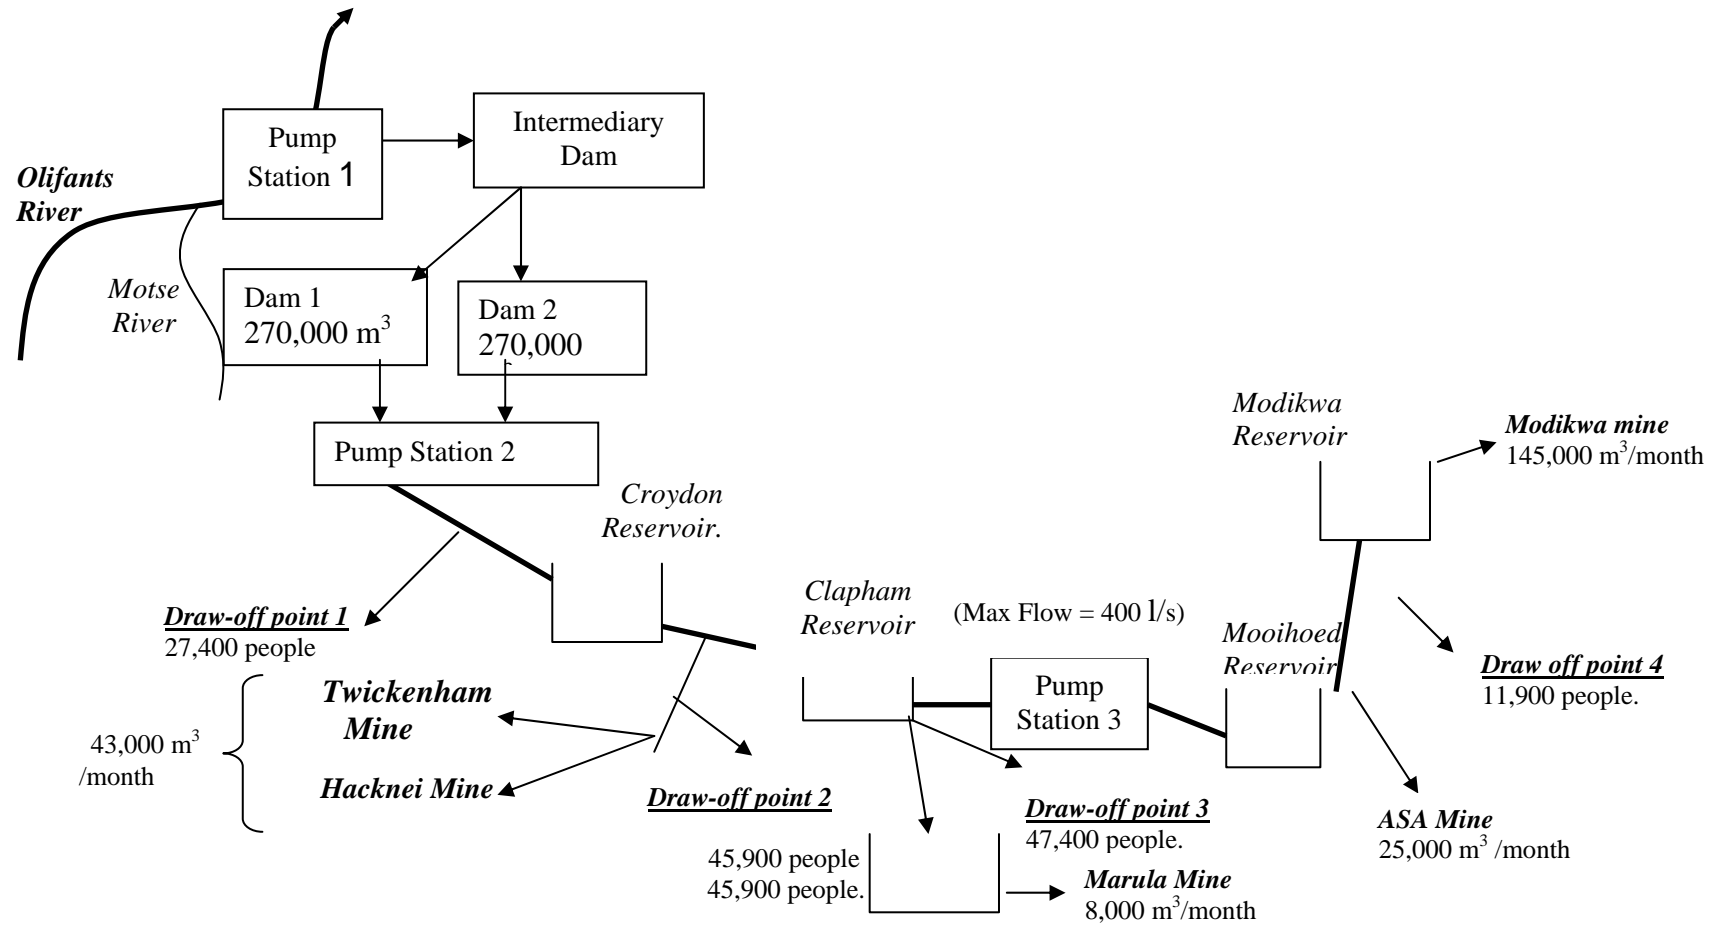 Pump
Station 1
Intermediary
Dam
Olifants
River
Motse
River
Dam 1
270,000 m³
Dam 2
270,000
Pump Station 2
Croydon
Reservoir.
Modikwa
Reservoir
Modikwa mine
145,000 m³/month
Draw-off point 1
27,400 people
Clapham
Reservoir
(Max Flow = 400 l/s)
Mooihoed
Reservoir
Pump
Station 3
Draw off point 4
11,900 people.
Twickenham
Mine
43,000 m³
/month
Hacknei Mine
Draw-off point 2
45,900 people
45,900 people.
Draw-off point 3
47,400 people.
Marula Mine
8,000 m³/month
ASA Mine
25,000 m³ /month